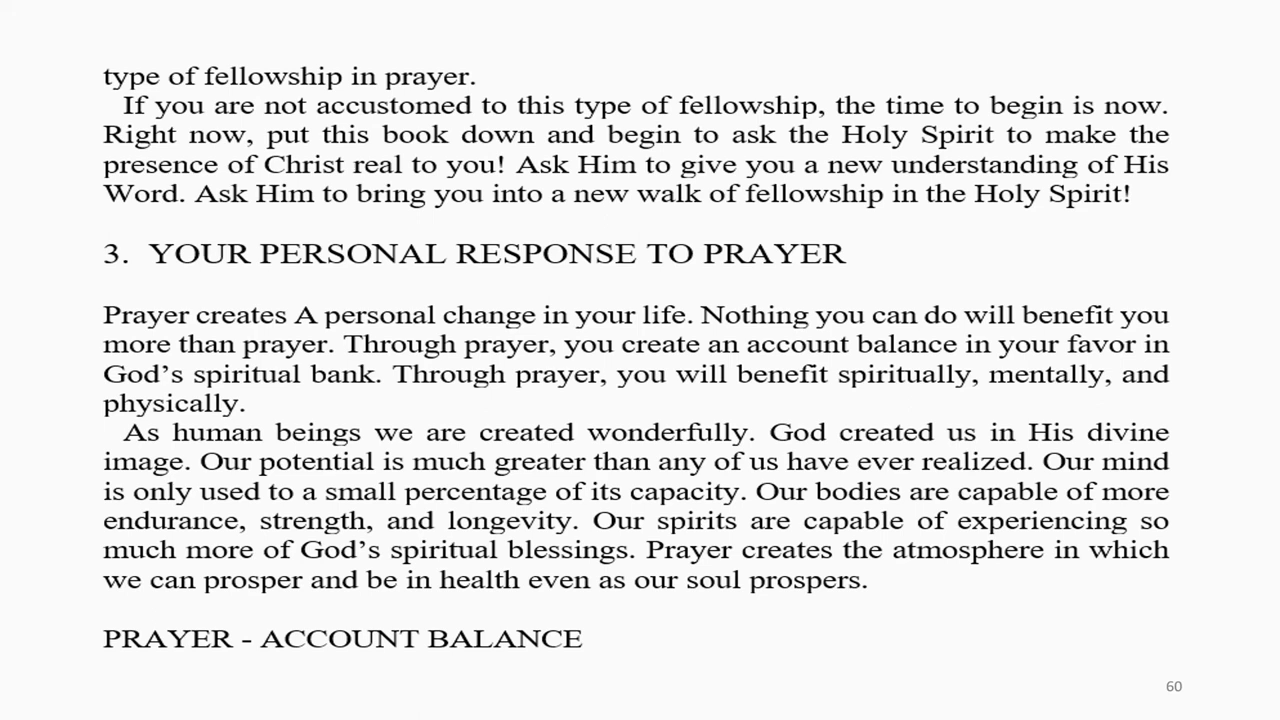 type of fellowship in prayer.
If you are not accustomed to this type of fellowship, the time to begin is now.
Right now, put this book down and begin to ask the Holy Spirit to make the
presence of Christ real to you! Ask Him to give you a new understanding of His
Word. Ask Him to bring you into a new walk of fellowship in the Holy Spirit!
3. YOUR PERSONAL RESPONSE TO PRAYER
Prayer creates A personal change in your life. Nothing you can do will benefit you
more than prayer. Through prayer, you create an account balance in your favor in
God's spiritual bank. Through prayer, you will benefit spiritually, mentally, and
physically.
As human beings we are created wonderfully. God created us in His divine
image. Our potential is much greater than any of us have ever realized. Our mind
is only used to a small percentage of its capacity. Our bodies are capable of more
endurance, strength, and longevity. Our spirits are capable of experiencing so
much more of God's spiritual blessings. Prayer creates the atmosphere in which
we can prosper and be in health even as our soul prospers.
PRAYER - ACCOUNT BALANCE
60